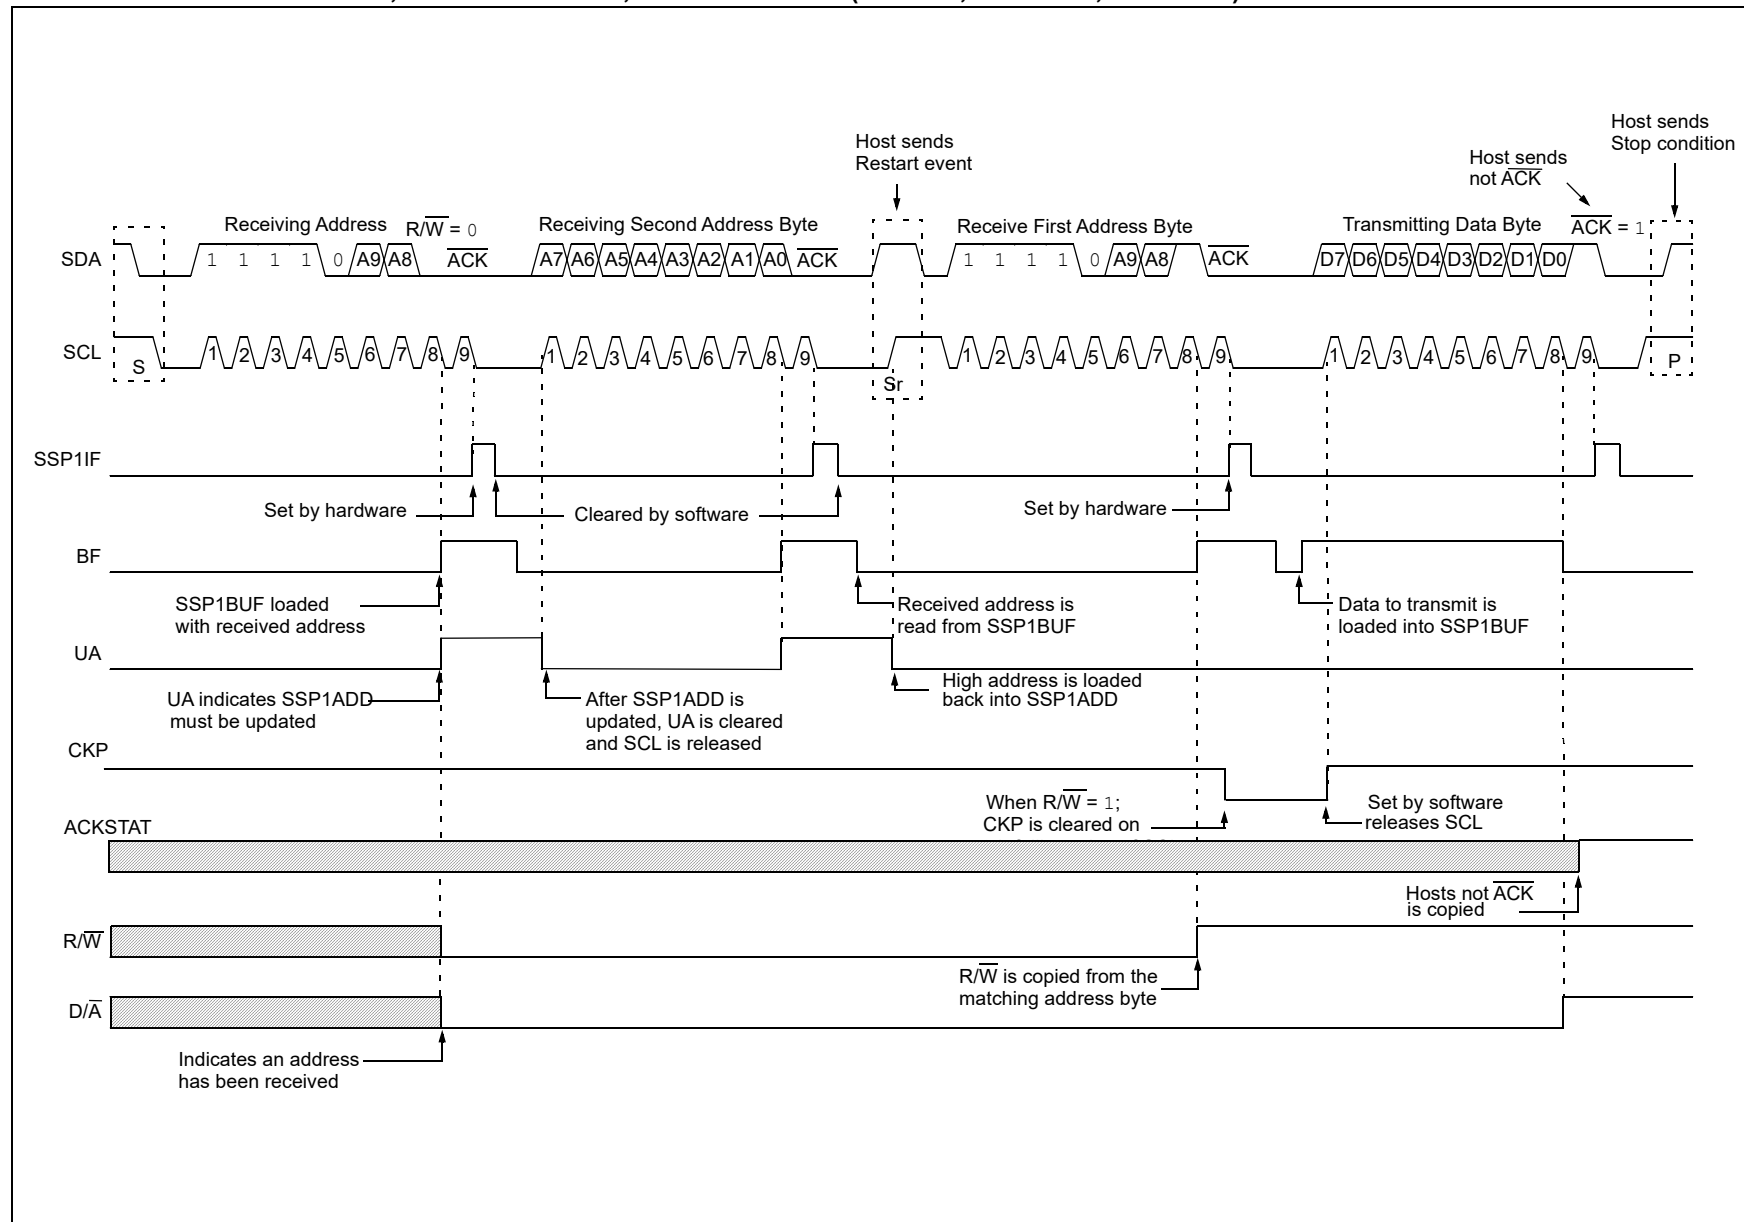 Host sends
Restart event
Host sends
not A̅C̅K̅
Host sends
Stop condition
Receiving Address
R/W̅ = 0
Receiving Second Address Byte
Receive First Address Byte
Transmitting Data Byte
A̅C̅K̅ = 1
SDA
1 1 1 1 0 A9 A8 A̅C̅K̅ A7 A6 A5 A4 A3 A2 A1 A0 A̅C̅K̅ 1 1 1 1 0 A9 A8 A̅C̅K̅ D7 D6 D5 D4 D3 D2 D1 D0
SCL
S 1 2 3 4 5 6 7 8 9 1 2 3 4 5 6 7 8 9 Sr 1 2 3 4 5 6 7 8 9 1 2 3 4 5 6 7 8 9 P
SSP1IF
Set by hardware
Cleared by software
Set by hardware
BF
SSP1BUF loaded
with received address
Received address is
read from SSP1BUF
Data to transmit is
loaded into SSP1BUF
UA
UA indicates SSP1ADD
must be updated
After SSP1ADD is
updated, UA is cleared
and SCL is released
High address is loaded
back into SSP1ADD
CKP
When R/W̅ = 1;
CKP is cleared on
Set by software
releases SCL
ACKSTAT
Hosts not A̅C̅K̅
is copied
R/W̅
R/W̅ is copied from the
matching address byte
D/A̅
Indicates an address
has been received